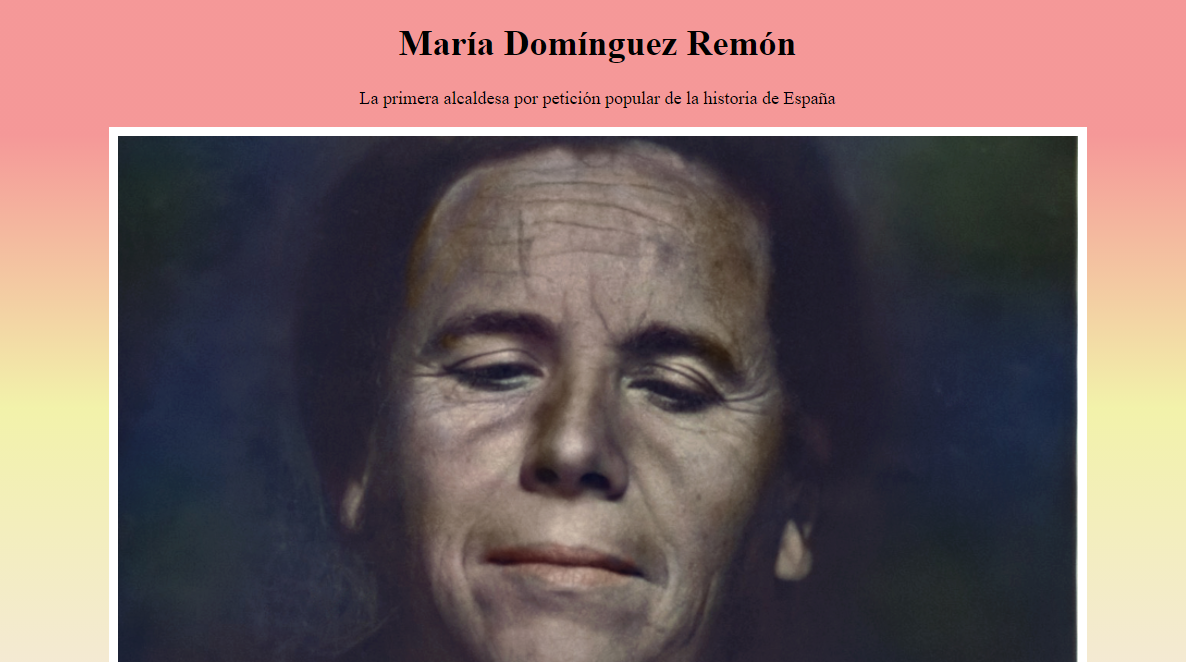 María Domínguez Remón
La primera alcaldesa por petición popular de la historia de España